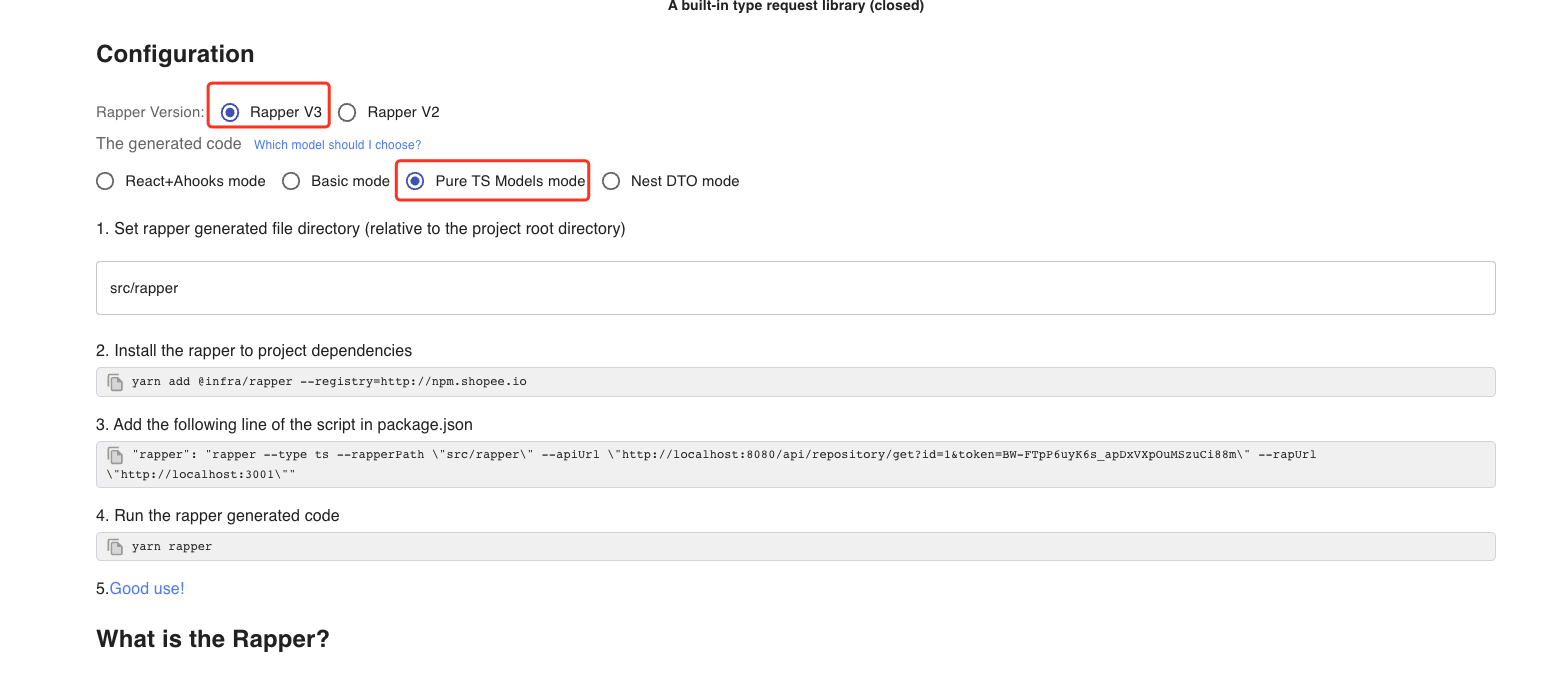 A built-in type request library (closed)
Configuration
Rapper Version: Rapper V3 Rapper V2
The generated code Which model should I choose?
React+Ahooks mode Basic mode Pure TS Models mode Nest DTO mode
1. Set rapper generated file directory (relative to the project root directory)
src/rapper
2. Install the rapper to project dependencies
yarn add @infra/rapper --registry=http://npm.shopee.io
3. Add the following line of the script in package.json
"rapper": "rapper --type ts --rapperPath \"src/rapper\" --apiUrl \"http://localhost:8080/api/repository/get?id=1&token=BW-FTpP6uyK6s_apDxVXpOuMSzuCi88m\" --rapUrl
\"http://localhost:3001\""
4. Run the rapper generated code
yarn rapper
5.Good use!
What is the Rapper?